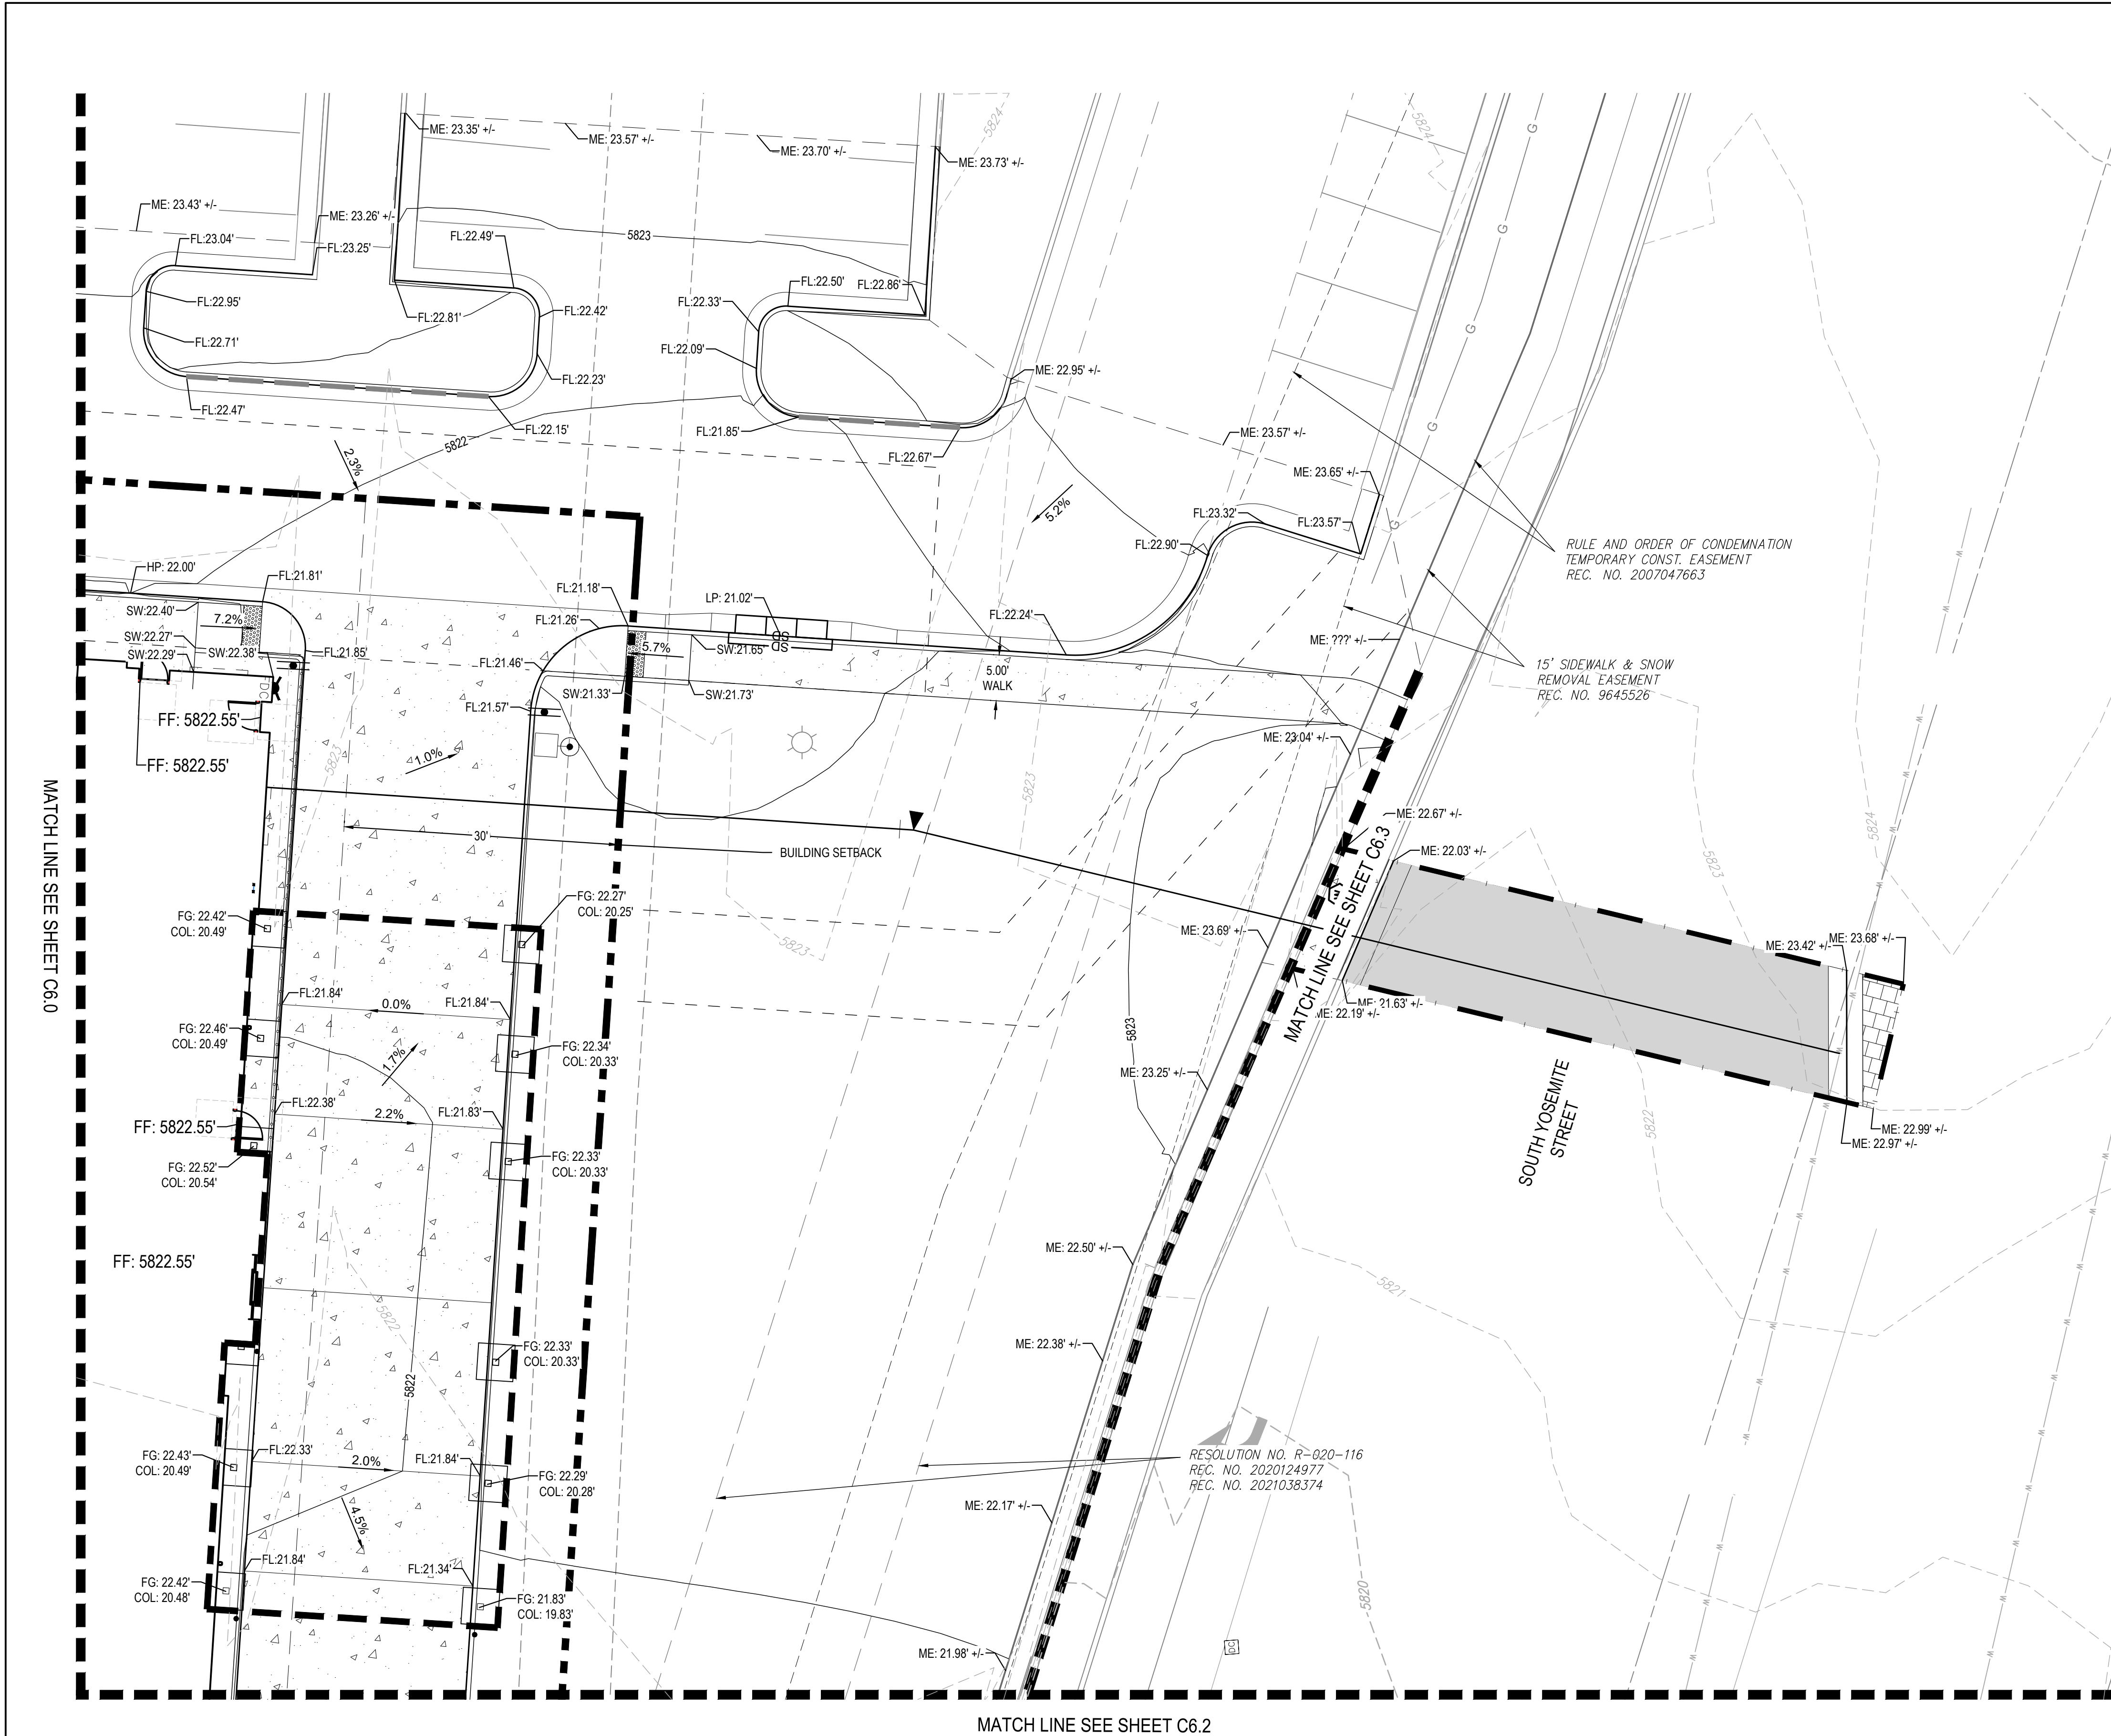 5824
5824
G
ME: 23.35' +/-
ME: 23.57' +/-
ME: 23.70' +/-
ME: 23.73' +/-
ME: 23.43' +/-
ME: 23.26' +/-
FL:23.04'
FL:23.25'
FL:22.49'
5823
G
FL:22.95'
FL:22.81'
FL:22.42'
FL:22.33'
FL:22.50'
FL:22.86'
FL:22.71'
FL:22.09'
G
FL:22.23'
ME: 22.95' +/-
FL:22.47'
FL:22.15'
FL:21.85'
G
5822
FL:22.67'
ME: 23.57' +/-
2.3%
ME: 23.65' +/-
5.2%
FL:23.32'
FL:23.57'
G
FL:22.90'
RULE AND ORDER OF CONDEMNATION
TEMPORARY CONST. EASEMENT
REC. NO. 2007047663
HP: 22.00'
FL:21.81'
FL:21.18'
LP: 21.02'
SW:22.40'
7.2%
FL:21.26'
FL:22.24'
SD
SD
SW:22.27'
SW:22.29'
SW:22.38'
FL:21.85'
FL:21.46'
5.7%
SW:21.65'
ME: ???' +/-
5.00'
WALK
15' SIDEWALK & SNOW
REMOVAL EASEMENT
REC. NO. 9645526
DC
SW:21.33'
SW:21.73'
FL:21.57'
FF: 5822.55'
FF: 5822.55'
5823
1.0%
ME: 23.04' +/-
5823
MATCH LINE SEE SHEET C6.0
30'
BUILDING SETBACK
ME: 22.67' +/-
ME: 22.03' +/-
5823
5824
MATCH LINE SEE SHEET C6.3
FG: 22.27'
COL: 20.25'
FG: 22.42'
COL: 20.49'
5823
ME: 23.69' +/-
ME: 23.42' +/-
ME: 23.68' +/-
FL:21.84'
0.0%
FL:21.84'
ME: 21.63' +/-
ME: 22.19' +/-
FG: 22.46'
COL: 20.49'
1.7%
FG: 22.34'
COL: 20.33'
5823
ME: 23.25' +/-
FL:22.38'
2.2%
FL:21.83'
FF: 5822.55'
SOUTH YOSEMITE
STREET
5822
ME: 22.99' +/-
ME: 22.97' +/-
FG: 22.52'
COL: 20.54'
FG: 22.33'
COL: 20.33'
FF: 5822.55'
ME: 22.50' +/-
5821
5822
ME: 22.38' +/-
FG: 22.33'
COL: 20.33'
5822
FG: 22.43'
COL: 20.49'
FL:22.33'
2.0%
FL:21.84'
RESOLUTION NO. R-020-116
REC. NO. 2020124977
REC. NO. 2021038374
FG: 22.29'
COL: 20.28'
4.5%
ME: 22.17' +/-
FL:21.84'
FL:21.34'
FG: 22.42'
COL: 20.48'
FG: 21.83'
COL: 19.83'
5820
DC
ME: 21.98' +/-
MATCH LINE SEE SHEET C6.2